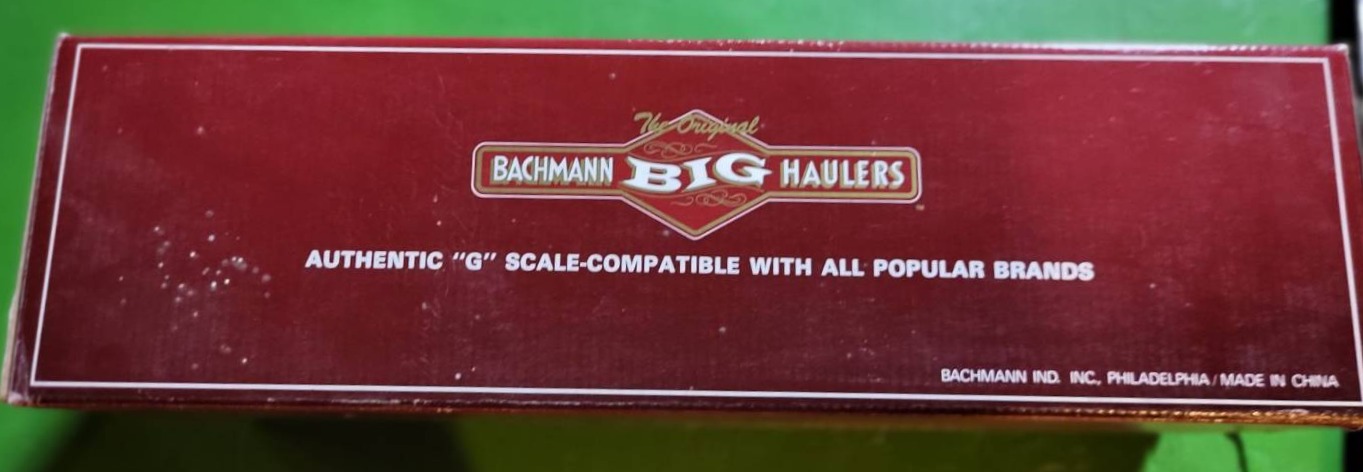 The Original
BACHMANN BIG HAULERS
AUTHENTIC "G" SCALE-COMPATIBLE WITH ALL POPULAR BRANDS
BACHMANN IND. INC., PHILADELPHIA/MADE IN CHINA